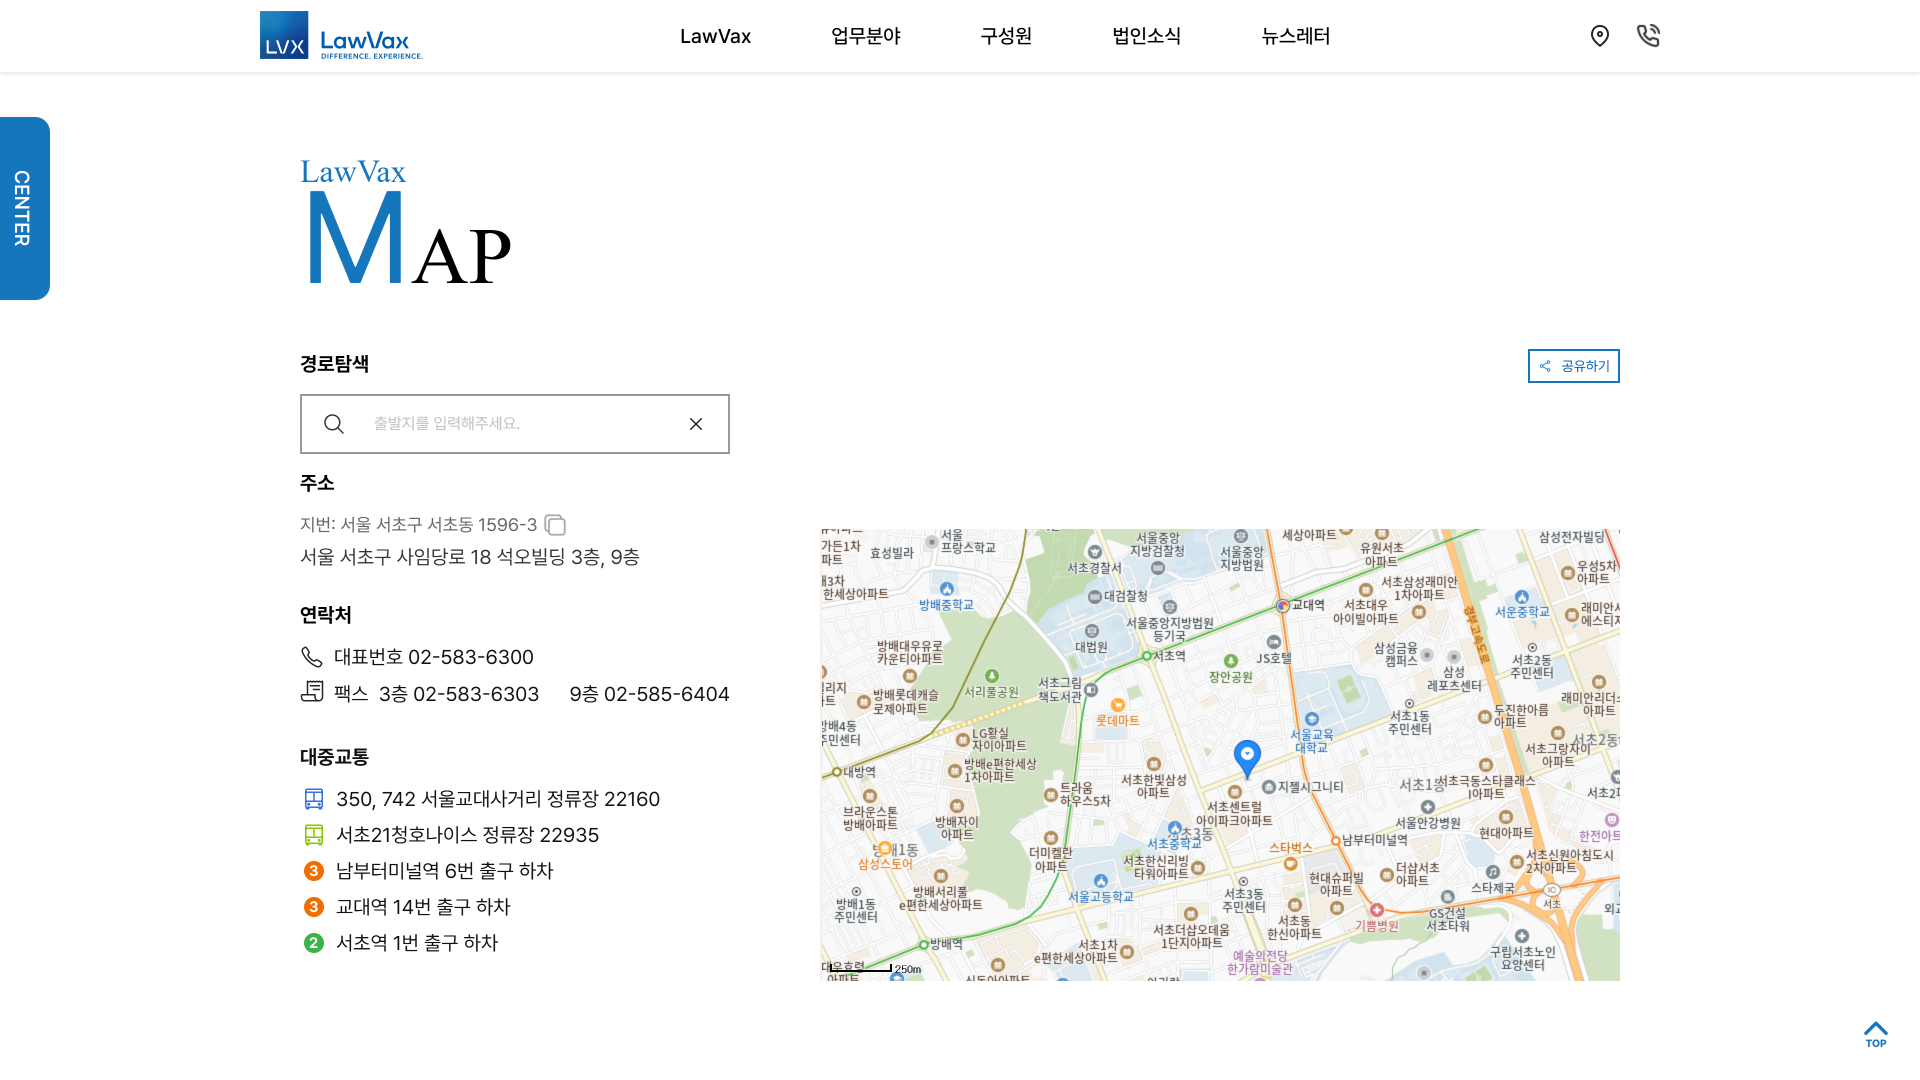 LVX LawVax
DIFFERENCE. EXPERIENCE.
LawVax 업무분야 구성원 법인소식 뉴스레터
CENTER
LawVax
MAP
경로탐색
공유하기
출발지를 입력해주세요.
주소
지번: 서울 서초구 서초동 1596-3
서울 서초구 사임당로 18 석오빌딩 3층, 9층
연락처
대표번호 02-583-6300
팩스 3층 02-583-6303 9층 02-585-6404
대중교통
350, 742 서울교대사거리 정류장 22160
서초21청호나이스 정류장 22935
3 남부터미널역 6번 출구 하차
3 교대역 14번 출구 하차
2 서초역 1번 출구 하차
가든1차
파트
효성빌라
서울
프랑스학교
서울중앙
지방검찰청
서울중앙
지방법원
세상아파트
유원서초
아파트
삼성전자빌딩
서초경찰서
우성5차
아파트
배3차
한세상아파트
방배중학교
대검찰청
서초삼성래미안
1차아파트
교대역
서초대우
아이빌아파트
서운중학교
래미안서
에스티지
경부고속도로
서울중앙지방법원
등기국
대법원
방배대우유로
카운티아파트
서초역
JS호텔
삼성금융
캠퍼스
삼성
레포츠센터
서초2동
주민센터
장안공원
서리풀공원
서초그림
책도서관
방배롯데캐슬
로제아파트
롯데마트
래미안리더스
아파트
두진한아름
아파트
서초1동
주민센터
방배4동
주민센터
LG황실
자이아파트
서울교육
대학교
서초그랑자이
아파트
서초2동
방배e편한세상
1차아파트
내방역
서초한빛삼성
아파트
지젤시그니티
서초1동
서초극동스타클래스
I아파트
트라움
하우스5차
브라운스톤
방배아파트
방배자이
아파트
서초센트럴
아이파크아파트
서울안강병원
현대아파트
한전아트
서초3동
서초중학교
남부터미널역
방배1동
삼성스토어
더미켈란
아파트
스타벅스
서초한신리빙
타워아파트
서초신원아침도시
2차아파트
더샵서초
아파트
현대슈퍼빌
아파트
스타제국
IC
서초
방배서리풀
e편한세상아파트
서울고등학교
방배1동
주민센터
서초3동
주민센터
GS건설
서초타워
기쁨병원
서초더샵오데움
1단지아파트
서초동
한신아파트
방배역
서초1차
e편한세상아파트
예술의전당
한가람미술관
구립서초노인
요양센터
250m
TOP